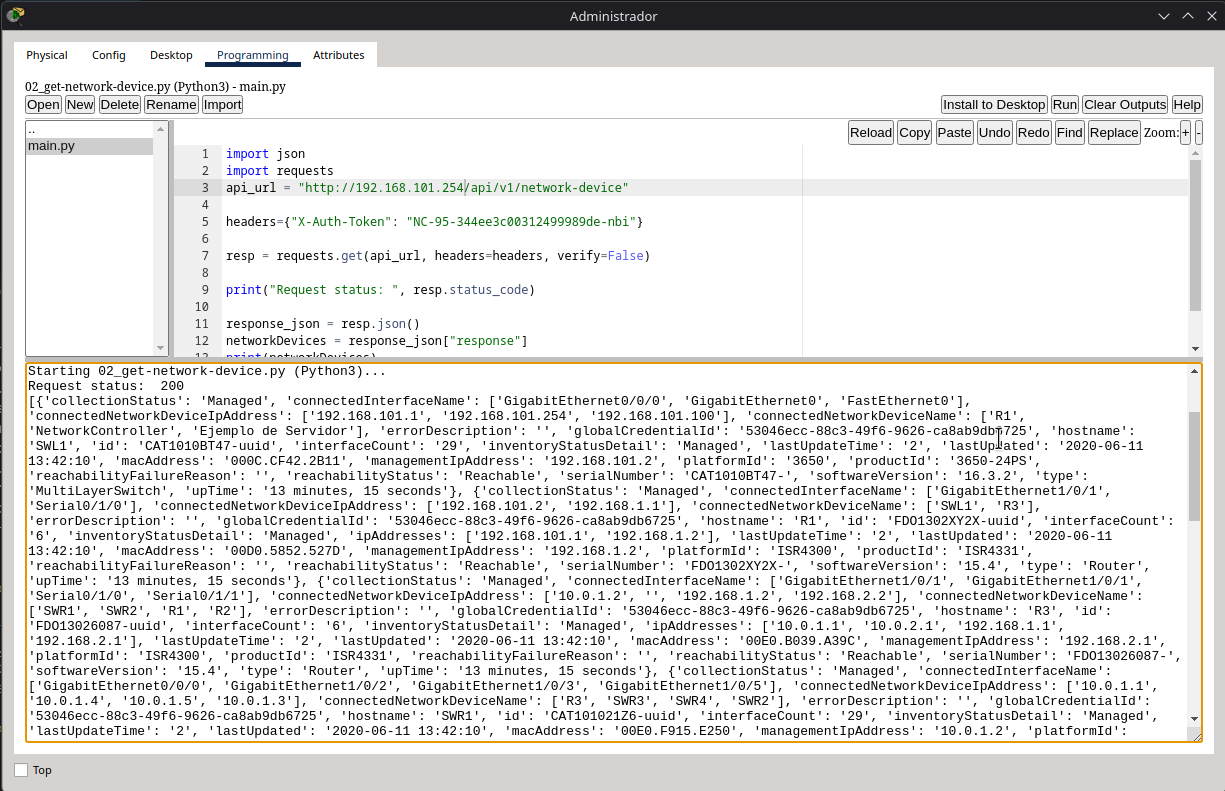 Administrador
Physical Config Desktop Programming Attributes
02_get-network-device.py (Python3) - main.py
Open New Delete Rename Import Install to Desktop Run Clear Outputs Help
..
main.py
Reload Copy Paste Undo Redo Find Replace Zoom: + -
1 import json
2 import requests
3 api_url = "http://192.168.101.254/api/v1/network-device"
4
5 headers={"X-Auth-Token": "NC-95-344ee3c00312499989de-nbi"}
6
7 resp = requests.get(api_url, headers=headers, verify=False)
8
9 print("Request status: ", resp.status_code)
10
11 response_json = resp.json()
12 networkDevices = response_json["response"]
13 print(networkDevices)
Starting 02_get-network-device.py (Python3)...
Request status:  200
[{'collectionStatus': 'Managed', 'connectedInterfaceName': ['GigabitEthernet0/0/0', 'GigabitEthernet0', 'FastEthernet0'],
'connectedNetworkDeviceIpAddress': ['192.168.101.1', '192.168.101.254', '192.168.101.100'], 'connectedNetworkDeviceName': ['R1',
'NetworkController', 'Ejemplo de Servidor'], 'errorDescription': '', 'globalCredentialId': '53046ecc-88c3-49f6-9626-ca8ab9db6725', 'hostname':
'SWL1', 'id': 'CAT1010BT47-uuid', 'interfaceCount': '29', 'inventoryStatusDetail': 'Managed', 'lastUpdateTime': '2', 'lastUpdated': '2020-06-11
13:42:10', 'macAddress': '000C.CF42.2B11', 'managementIpAddress': '192.168.101.2', 'platformId': '3650', 'productId': '3650-24PS',
'reachabilityFailureReason': '', 'reachabilityStatus': 'Reachable', 'serialNumber': 'CAT1010BT47-', 'softwareVersion': '16.3.2', 'type':
'MultiLayerSwitch', 'upTime': '13 minutes, 15 seconds'}, {'collectionStatus': 'Managed', 'connectedInterfaceName': ['GigabitEthernet1/0/1',
'Serial0/1/0'], 'connectedNetworkDeviceIpAddress': ['192.168.101.2', '192.168.1.1'], 'connectedNetworkDeviceName': ['SWL1', 'R3'],
'errorDescription': '', 'globalCredentialId': '53046ecc-88c3-49f6-9626-ca8ab9db6725', 'hostname': 'R1', 'id': 'FDO1302XY2X-uuid', 'interfaceCount':
'6', 'inventoryStatusDetail': 'Managed', 'ipAddresses': ['192.168.101.1', '192.168.1.2'], 'lastUpdateTime': '2', 'lastUpdated': '2020-06-11
13:42:10', 'macAddress': '00D0.5852.527D', 'managementIpAddress': '192.168.1.2', 'platformId': 'ISR4300', 'productId': 'ISR4331',
'reachabilityFailureReason': '', 'reachabilityStatus': 'Reachable', 'serialNumber': 'FDO1302XY2X-', 'softwareVersion': '15.4', 'type': 'Router',
'upTime': '13 minutes, 15 seconds'}, {'collectionStatus': 'Managed', 'connectedInterfaceName': ['GigabitEthernet1/0/1', 'GigabitEthernet1/0/1',
'Serial0/1/0', 'Serial0/1/1'], 'connectedNetworkDeviceIpAddress': ['10.0.1.2', '', '192.168.1.2', '192.168.2.2'], 'connectedNetworkDeviceName':
['SWR1', 'SWR2', 'R1', 'R2'], 'errorDescription': '', 'globalCredentialId': '53046ecc-88c3-49f6-9626-ca8ab9db6725', 'hostname': 'R3', 'id':
'FDO13026087-uuid', 'interfaceCount': '6', 'inventoryStatusDetail': 'Managed', 'ipAddresses': ['10.0.1.1', '10.0.2.1', '192.168.1.1',
'192.168.2.1'], 'lastUpdateTime': '2', 'lastUpdated': '2020-06-11 13:42:10', 'macAddress': '00E0.B039.A39C', 'managementIpAddress': '192.168.2.1',
'platformId': 'ISR4300', 'productId': 'ISR4331', 'reachabilityFailureReason': '', 'reachabilityStatus': 'Reachable', 'serialNumber': 'FDO13026087-',
'softwareVersion': '15.4', 'type': 'Router', 'upTime': '13 minutes, 15 seconds'}, {'collectionStatus': 'Managed', 'connectedInterfaceName':
['GigabitEthernet0/0/0', 'GigabitEthernet1/0/2', 'GigabitEthernet1/0/3', 'GigabitEthernet1/0/5'], 'connectedNetworkDeviceIpAddress': ['10.0.1.1',
'10.0.1.4', '10.0.1.5', '10.0.1.3'], 'connectedNetworkDeviceName': ['R3', 'SWR3', 'SWR4', 'SWR2'], 'errorDescription': '', 'globalCredentialId':
'53046ecc-88c3-49f6-9626-ca8ab9db6725', 'hostname': 'SWR1', 'id': 'CAT101021Z6-uuid', 'interfaceCount': '29', 'inventoryStatusDetail': 'Managed',
'lastUpdateTime': '2', 'lastUpdated': '2020-06-11 13:42:10', 'macAddress': '00E0.F915.E250', 'managementIpAddress': '10.0.1.2', 'platformId':
Top